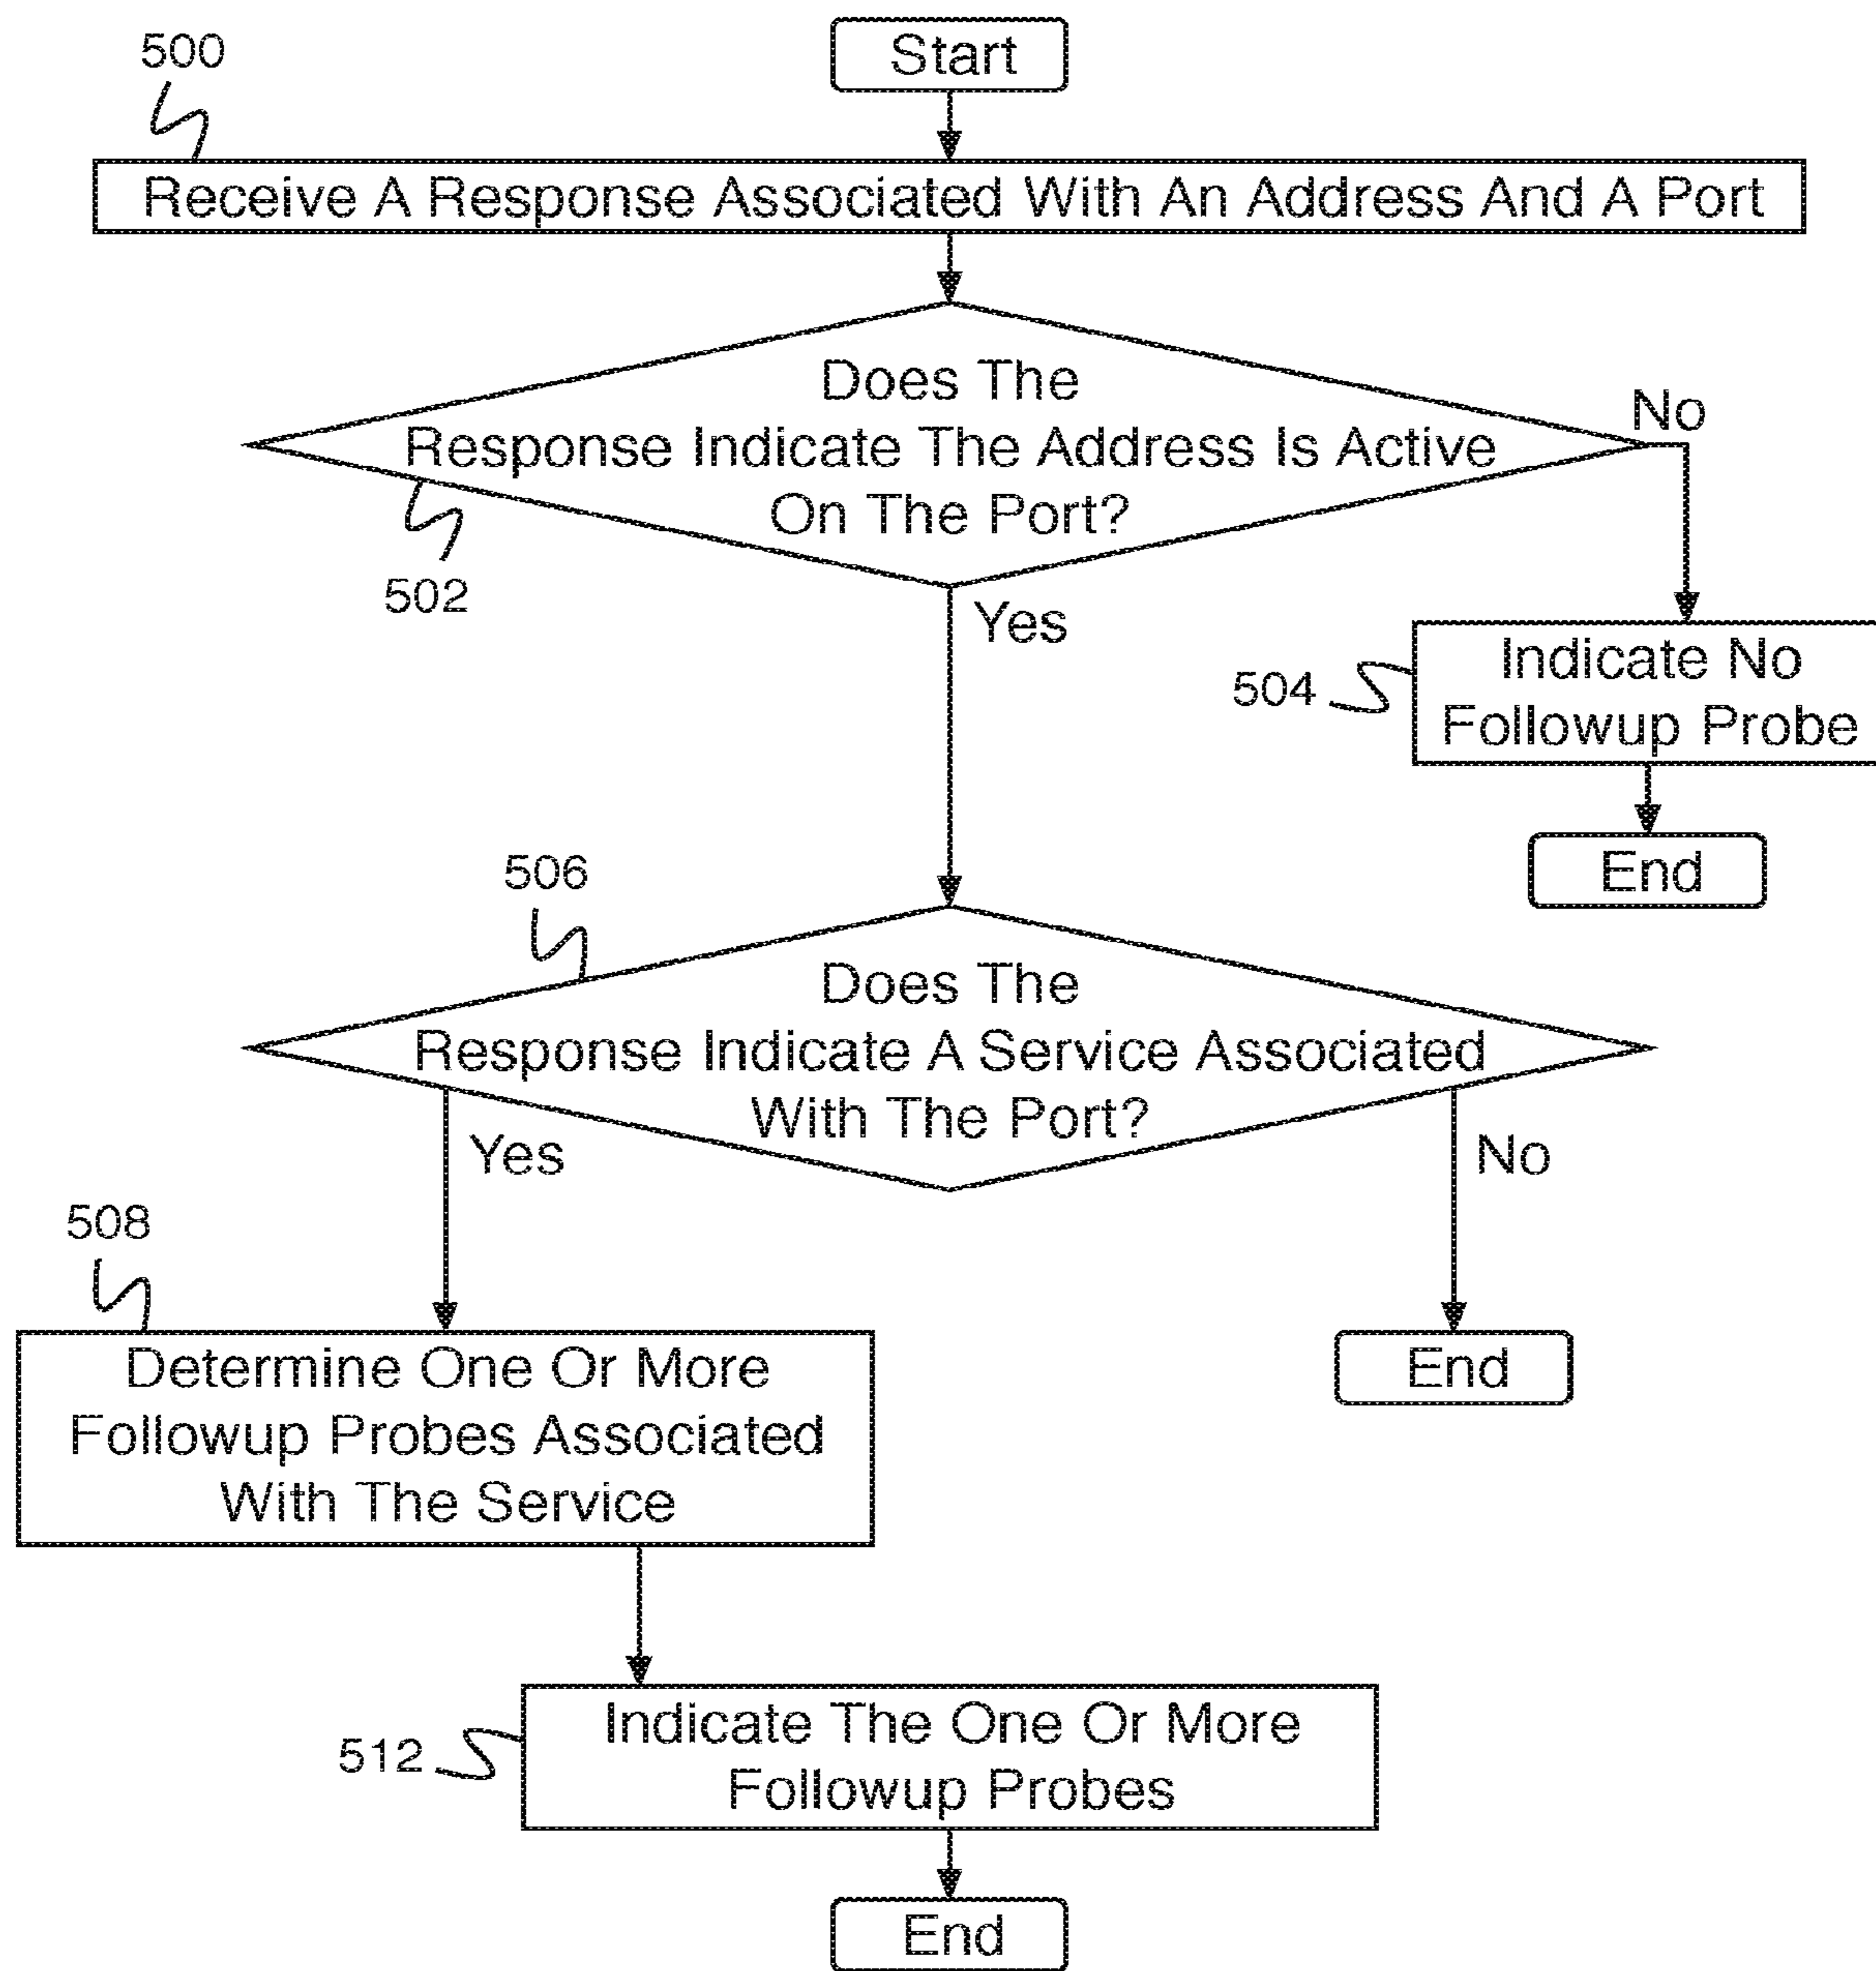 Start
500
Receive A Response Associated With An Address And A Port
Does The
Response Indicate The Address Is Active
On The Port?
No
502
Yes
504
Indicate No
Followup Probe
End
506
Does The
Response Indicate A Service Associated
With The Port?
Yes
No
508
Determine One Or More
Followup Probes Associated
With The Service
End
512
Indicate The One Or More
Followup Probes
End